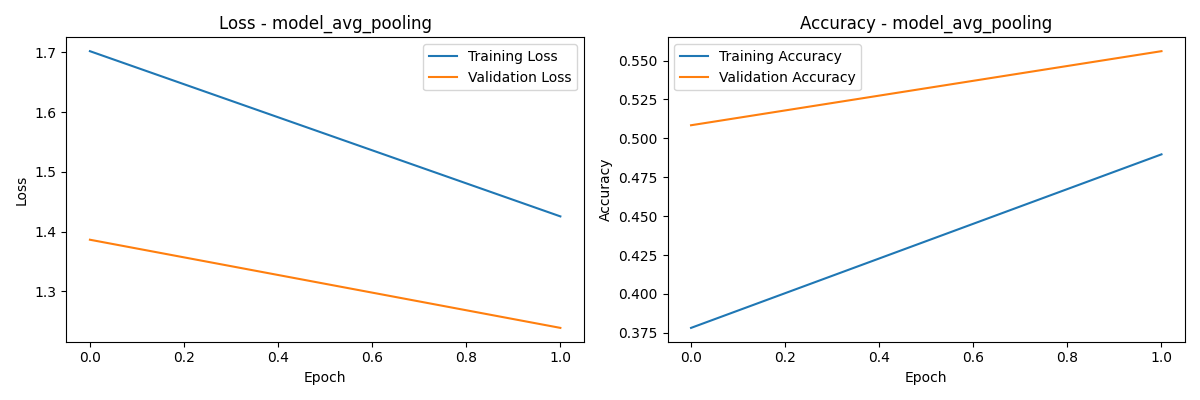 Loss - model_avg_pooling
Training Loss
Validation Loss
1.7
1.6
1.5
1.4
1.3
Loss
0.0 0.2 0.4 0.6 0.8 1.0
Epoch
Accuracy - model_avg_pooling
Training Accuracy
Validation Accuracy
0.550
0.525
0.500
0.475
0.450
0.425
0.400
0.375
Accuracy
0.0 0.2 0.4 0.6 0.8 1.0
Epoch